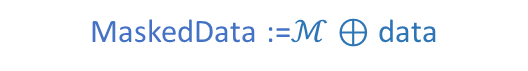 MaskedData :=ℳ ⊕ data